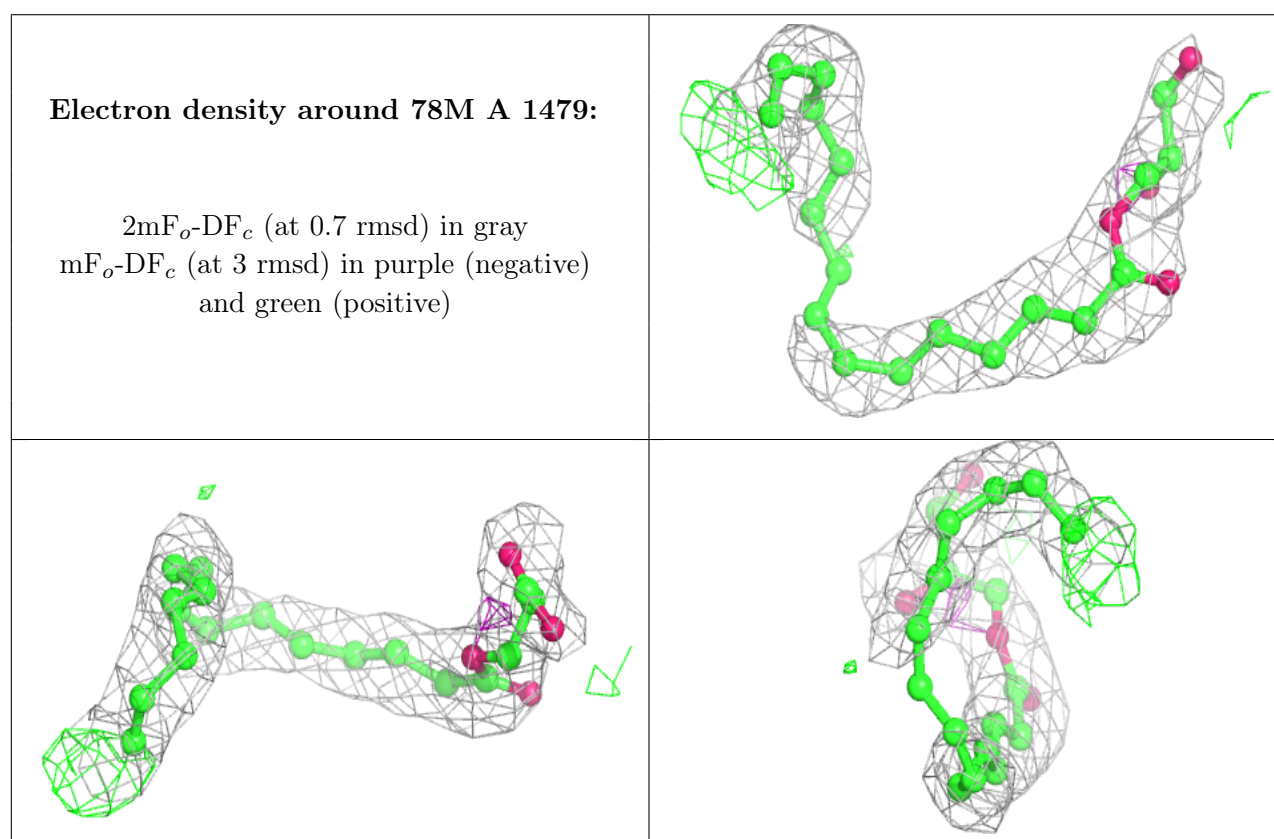 Electron density around 78M A 1479:
2mFo-DFc (at 0.7 rmsd) in gray
mFo-DFc (at 3 rmsd) in purple (negative)
and green (positive)